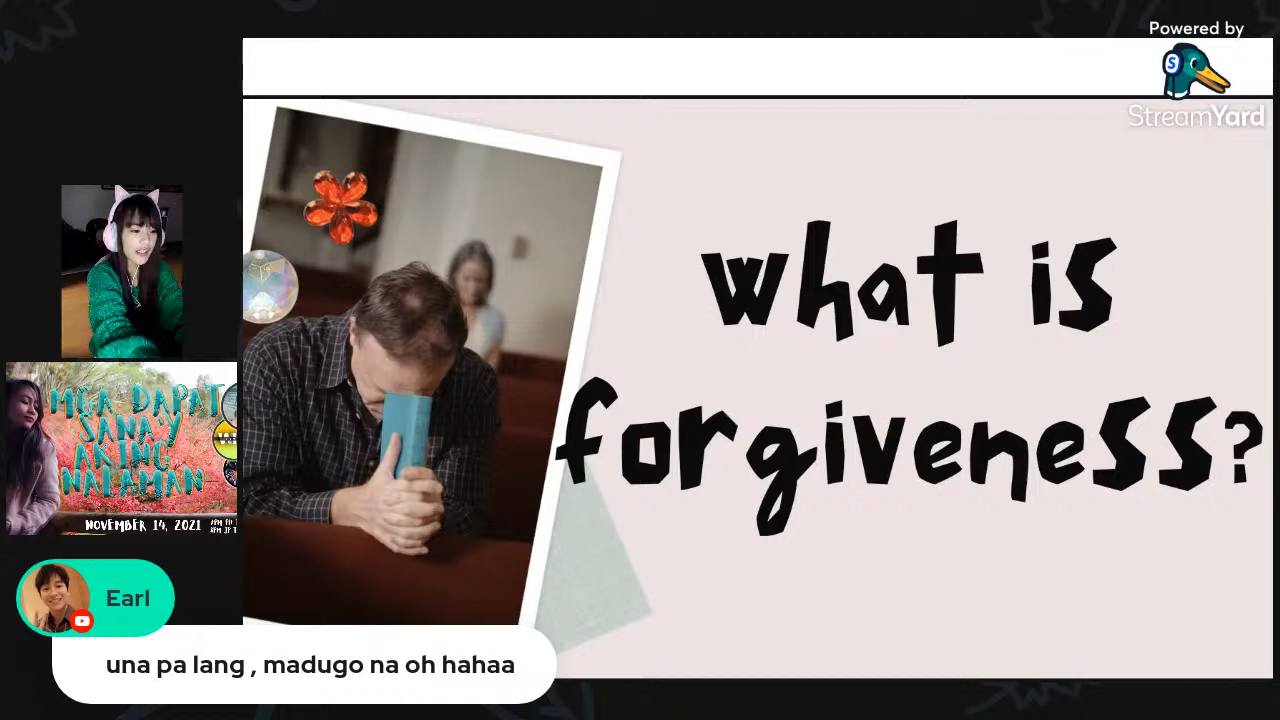 Powered by
StreamYard
what is
forgiveness?
MGA DAPAT
SANA'Y
AKING
NALAMAN
NOVEMBER 14, 2021
Earl
una pa lang , madugo na oh hahaa